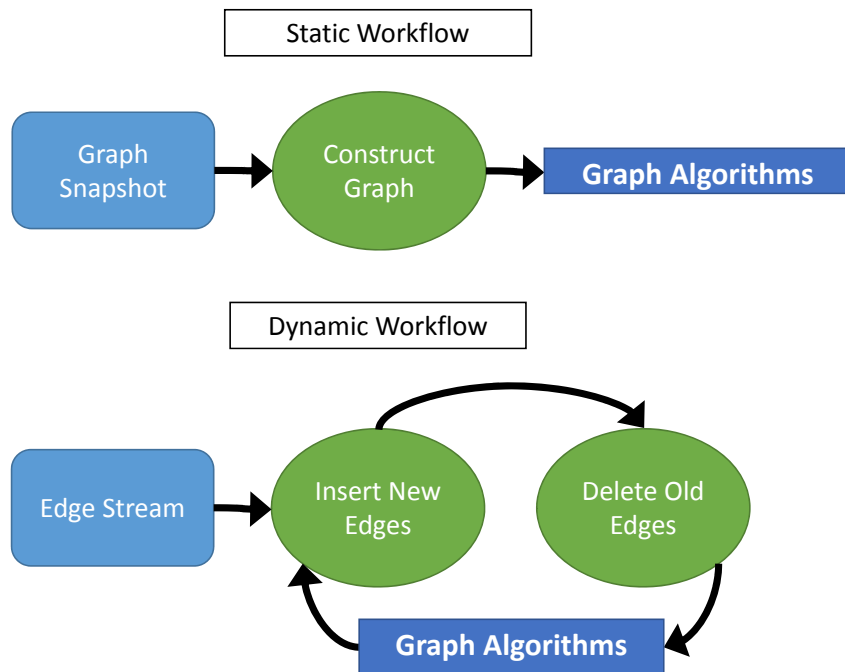 Static Workflow
Graph
Snapshot
Construct
Graph
Graph Algorithms
Dynamic Workflow
Edge Stream
Insert New
Edges
Delete Old
Edges
Graph Algorithms